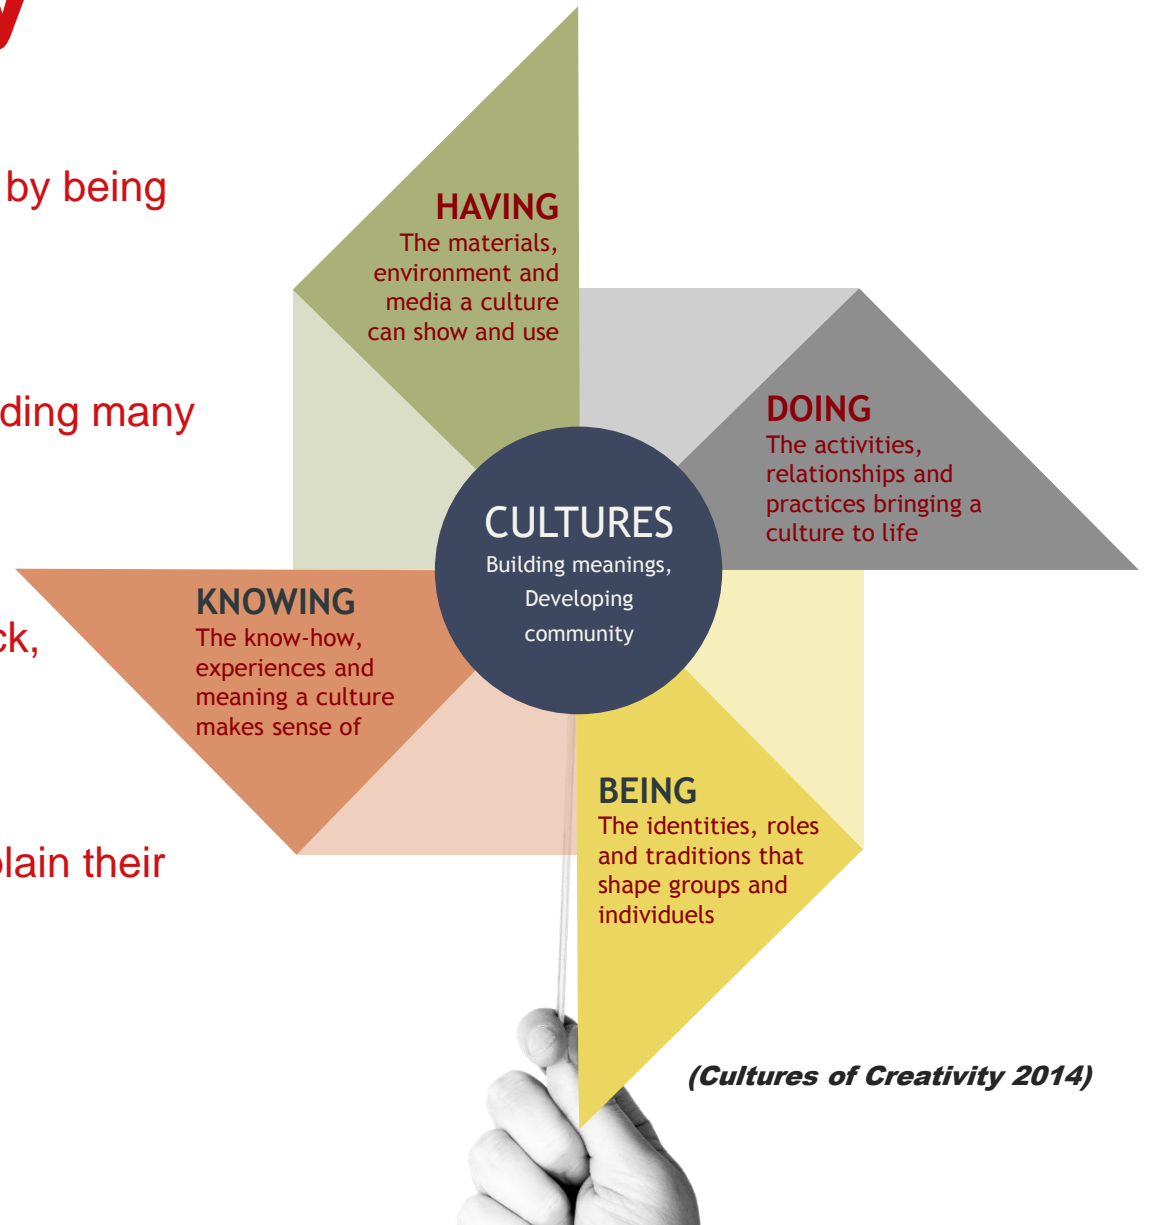 y
by being
HAVING
The materials,
environment and
media a culture
can show and use
ding many
DOING
The activities,
relationships and
practices bringing a
culture to life
CULTURES
Building meanings,
Developing
community
KNOWING
The know-how,
experiences and
meaning a culture
makes sense of
ck,
BEING
The identities, roles
and traditions that
shape groups and
individuels
plain their
(Cultures of Creativity 2014)